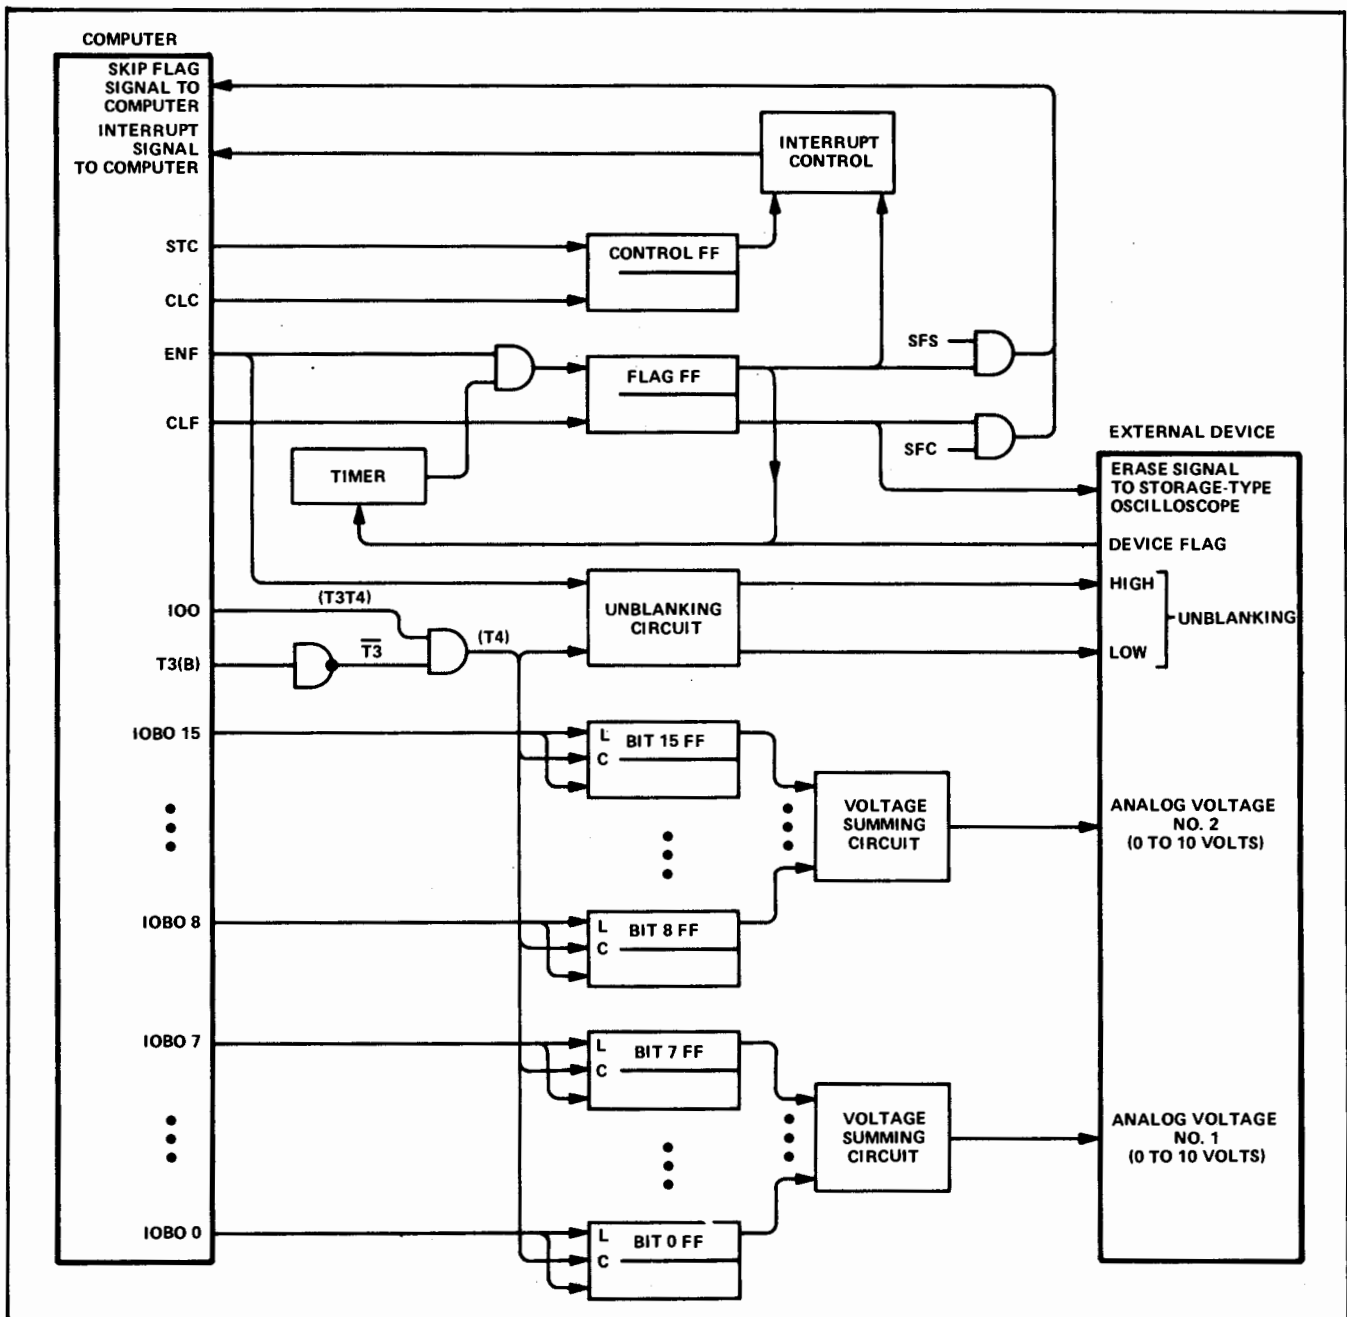 COMPUTER
SKIP FLAG
SIGNAL TO
COMPUTER
INTERRUPT
SIGNAL
TO COMPUTER
INTERRUPT
CONTROL
STC
CONTROL FF
CLC
ENF
SFS
FLAG FF
CLF
SFC
TIMER
EXTERNAL DEVICE
ERASE SIGNAL
TO STORAGE-TYPE
OSCILLOSCOPE
DEVICE FLAG
HIGH
UNBLANKING
LOW
IOO
(T3T4)
(T4)
T3(B)
T3
UNBLANKING
CIRCUIT
IOBO 15
L
BIT 15 FF
C
VOLTAGE
SUMMING
CIRCUIT
ANALOG VOLTAGE
NO. 2
(0 TO 10 VOLTS)
IOBO 8
L
BIT 8 FF
C
IOBO 7
L
BIT 7 FF
C
VOLTAGE
SUMMING
CIRCUIT
ANALOG VOLTAGE
NO. 1
(0 TO 10 VOLTS)
IOBO 0
L
BIT 0 FF
C